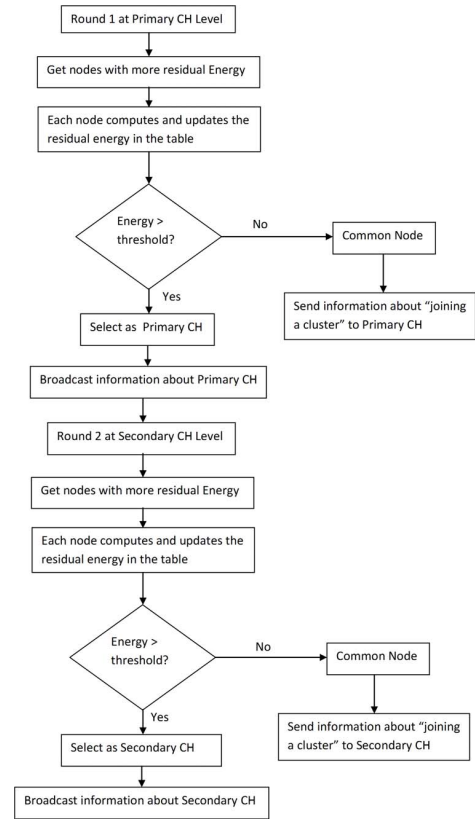 Round 1 at Primary CH Level
Get nodes with more residual Energy
Each node computes and updates the
residual energy in the table
Energy >
threshold?
No
Common Node
Yes
Send information about “joining
a cluster” to Primary CH
Select as Primary CH
Broadcast information about Primary CH
Round 2 at Secondary CH Level
Get nodes with more residual Energy
Each node computes and updates the
residual energy in the table
Energy >
threshold?
No
Common Node
Yes
Send information about “joining
a cluster” to Secondary CH
Select as Secondary CH
Broadcast information about Secondary CH